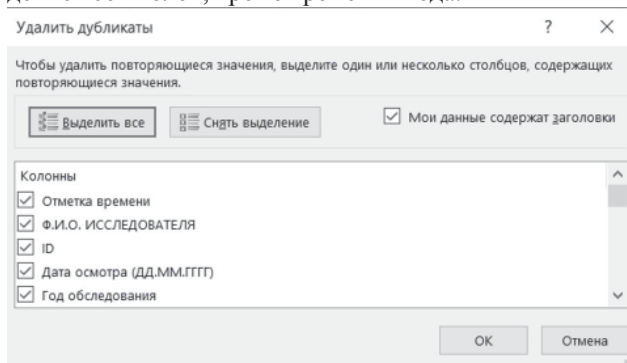 Удалить дубликаты
?
Чтобы удалить повторяющиеся значения, выделите один или несколько столбцов, содержащих
повторяющиеся значения.
Выделить все
Снять выделение
Мои данные содержат заголовки
Колонны
Отметка времени
Ф.И.О. ИССЛЕДОВАТЕЛЯ
ID
Дата осмотра (ДД.ММ.ГГГГ)
Год обследования
ОК
Отмена